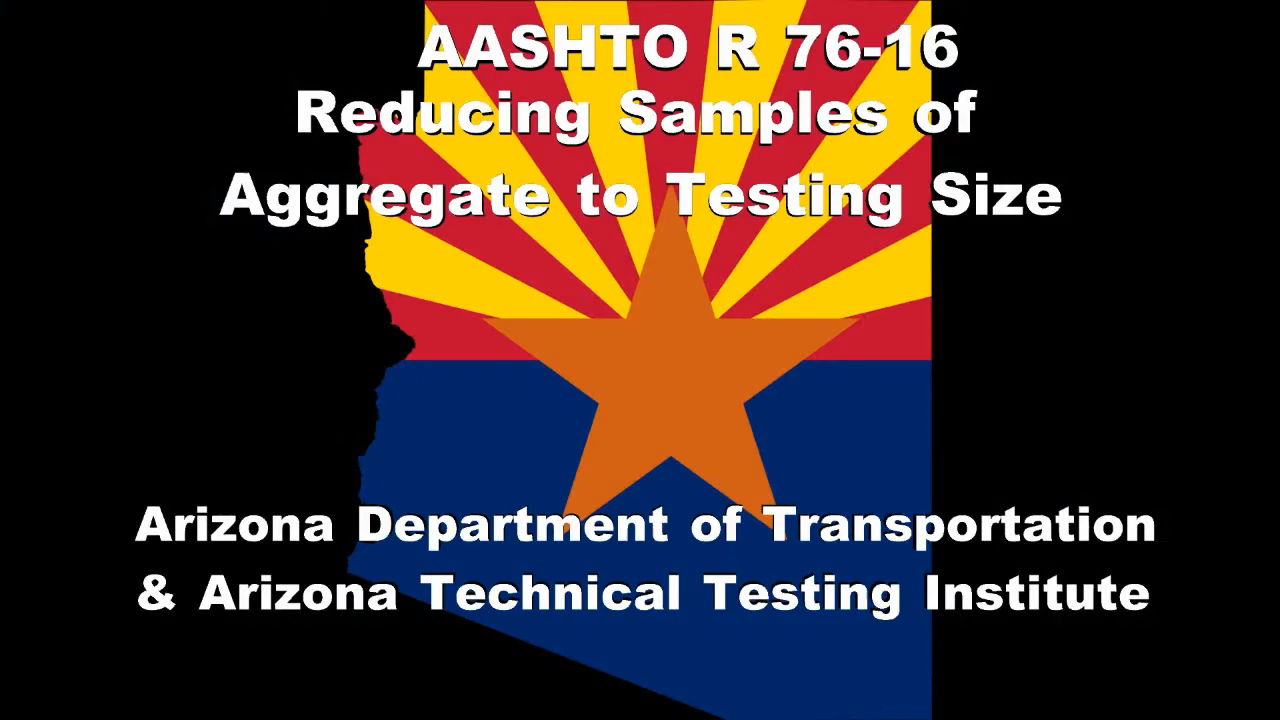 AASHTO R 76-16
Reducing Samples of
Aggregate to Testing Size
Arizona Department of Transportation
& Arizona Technical Testing Institute